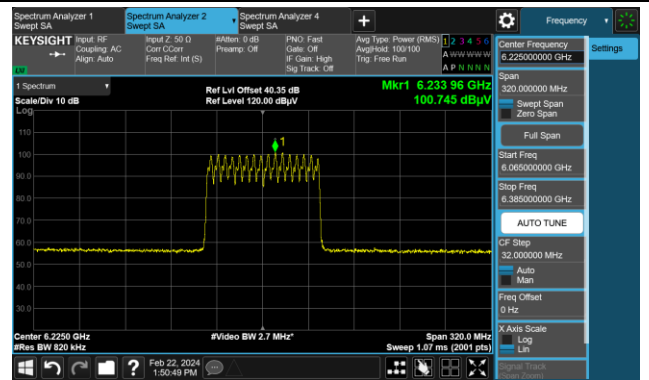 Spectrum Analyzer 1
Swept SA
Spectrum Analyzer 2
Swept SA
Spectrum Analyzer 4
Swept SA
+
Frequency
KEYSIGHT
Input: RF
Coupling: AC
Align: Auto
Input Z: 50 Ω
Corr CCorr
Freq Ref: Int (S)
#Atten: 0 dB
Preamp: Off
PNO: Fast
Gate: Off
IF Gain: High
Sig Track: Off
Avg Type: Power (RMS)
Avg|Hold: 100/100
Trig: Free Run
1 2 3 4 5 6
A W W W W W
A P N N N N
1 Spectrum
Scale/Div 10 dB
Log
Ref Lvl Offset 40.35 dB
Ref Level 120.00 dBµV
Mkr1 6.233 96 GHz
100.745 dBµV
1
110
100
90.0
80.0
70.0
60.0
50.0
40.0
30.0
Center 6.2250 GHz
#Res BW 820 kHz
#Video BW 2.7 MHz*
Span 320.0 MHz
Sweep 1.07 ms (2001 pts)
Feb 22, 2024
1:50:49 PM
Center Frequency
6.225000000 GHz
Settings
Span
320.000000 MHz
Swept Span
Zero Span
Full Span
Start Freq
6.065000000 GHz
Stop Freq
6.385000000 GHz
AUTO TUNE
CF Step
32.000000 MHz
Auto
Man
Freq Offset
0 Hz
X Axis Scale
Log
Lin
Signal Track
(Span Zoom)